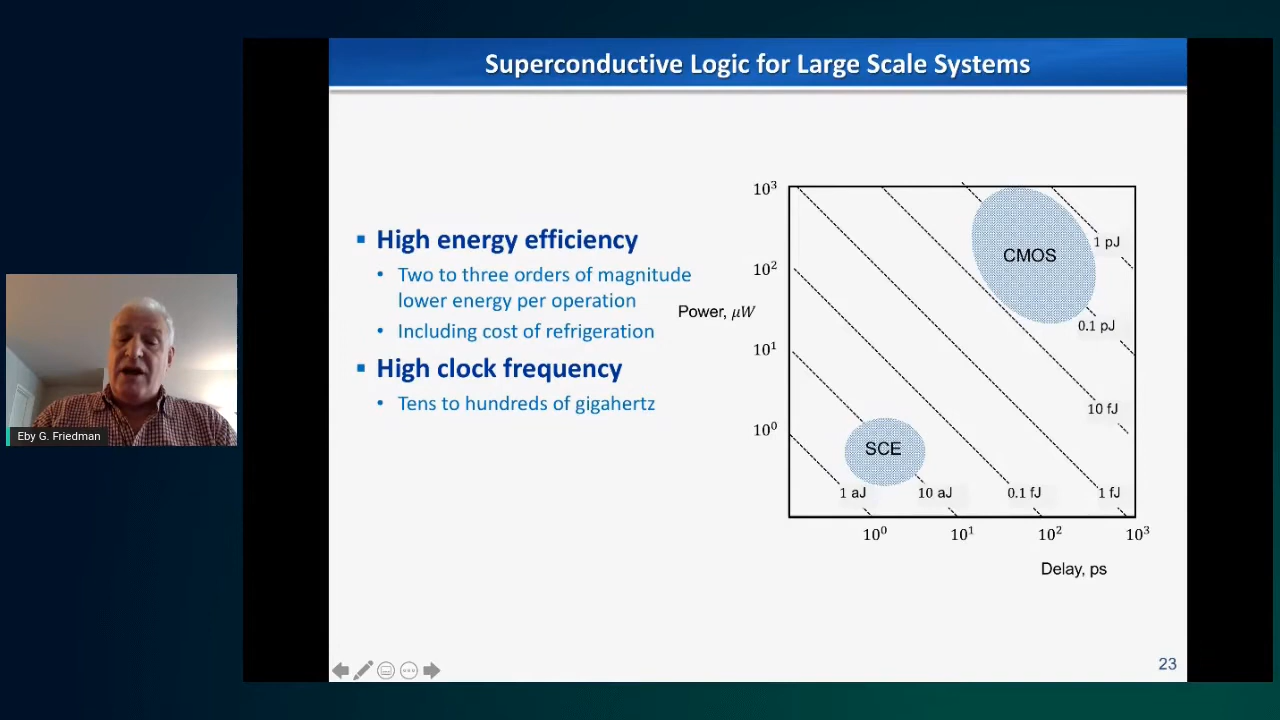 Superconductive Logic for Large Scale Systems
High energy efficiency
Two to three orders of magnitude
lower energy per operation
Including cost of refrigeration
High clock frequency
Tens to hundreds of gigahertz
Power, μW
10³
10²
10¹
10⁰
CMOS
SCE
1 pJ
0.1 pJ
10 fJ
1 aJ
10 aJ
0.1 fJ
1 fJ
10⁰
10¹
10²
10³
Delay, ps
Eby G. Friedman
23